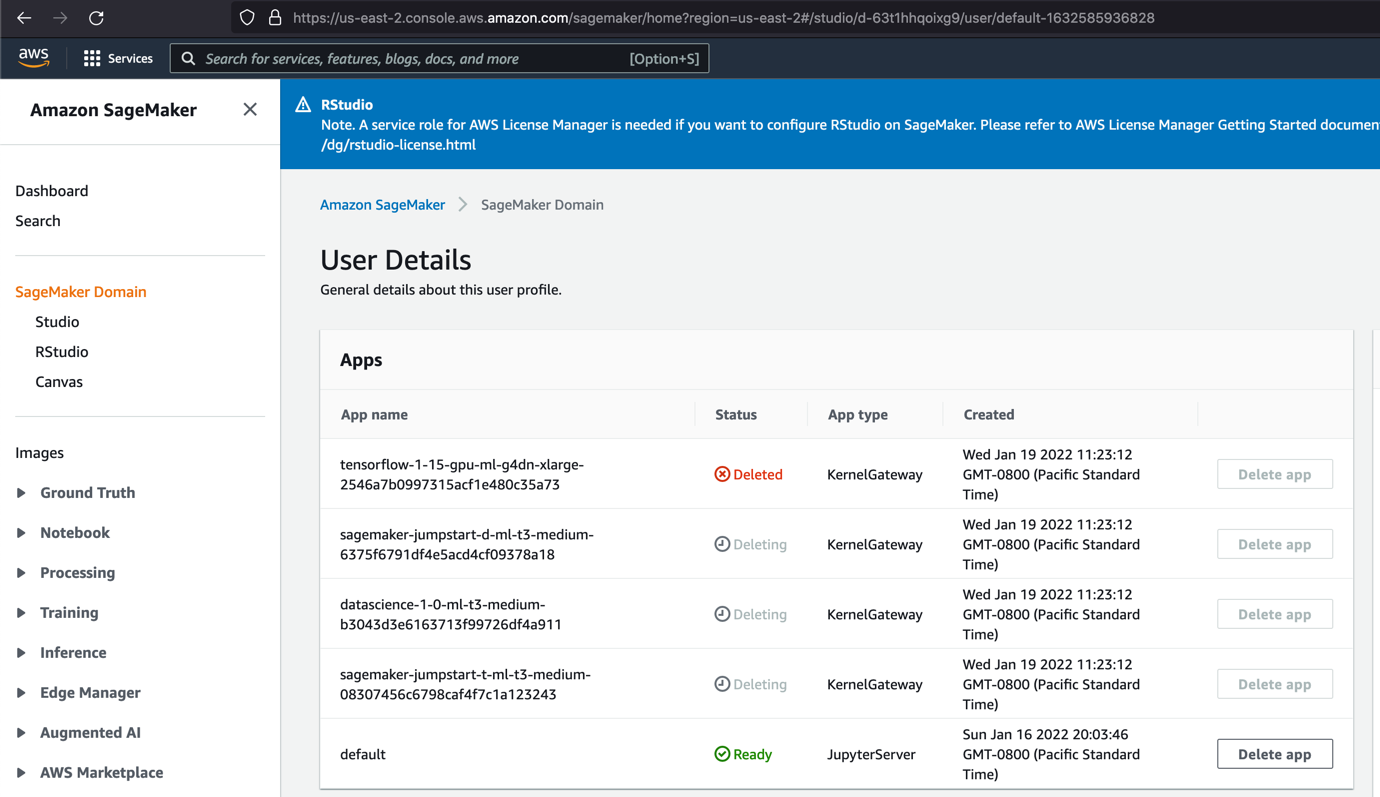 https://us-east-2.console.aws.amazon.com/sagemaker/home?region=us-east-2#/studio/d-63t1hhqoixg9/user/default-1632585936828
aws
Services
Search for services, features, blogs, docs, and more
[Option+S]
Amazon SageMaker
Dashboard
Search
SageMaker Domain
Studio
RStudio
Canvas
Images
Ground Truth
Notebook
Processing
Training
Inference
Edge Manager
Augmented AI
AWS Marketplace
RStudio
Note. A service role for AWS License Manager is needed if you want to configure RStudio on SageMaker. Please refer to AWS License Manager Getting Started documen
/dg/rstudio-license.html
Amazon SageMaker
SageMaker Domain
User Details
General details about this user profile.
Apps
App name Status App type Created
tensorflow-1-15-gpu-ml-g4dn-xlarge-
2546a7b0997315acf1e480c35a73
Deleted
KernelGateway
Wed Jan 19 2022 11:23:12
GMT-0800 (Pacific Standard
Time)
Delete app
sagemaker-jumpstart-d-ml-t3-medium-
6375f6791df4e5acd4cf09378a18
Deleting
KernelGateway
Wed Jan 19 2022 11:23:12
GMT-0800 (Pacific Standard
Time)
Delete app
datascience-1-0-ml-t3-medium-
b3043d3e6163713f99726df4a911
Deleting
KernelGateway
Wed Jan 19 2022 11:23:12
GMT-0800 (Pacific Standard
Time)
Delete app
sagemaker-jumpstart-t-ml-t3-medium-
08307456c6798caf4f7c1a123243
Deleting
KernelGateway
Wed Jan 19 2022 11:23:12
GMT-0800 (Pacific Standard
Time)
Delete app
default
Ready
JupyterServer
Sun Jan 16 2022 20:03:46
GMT-0800 (Pacific Standard
Time)
Delete app